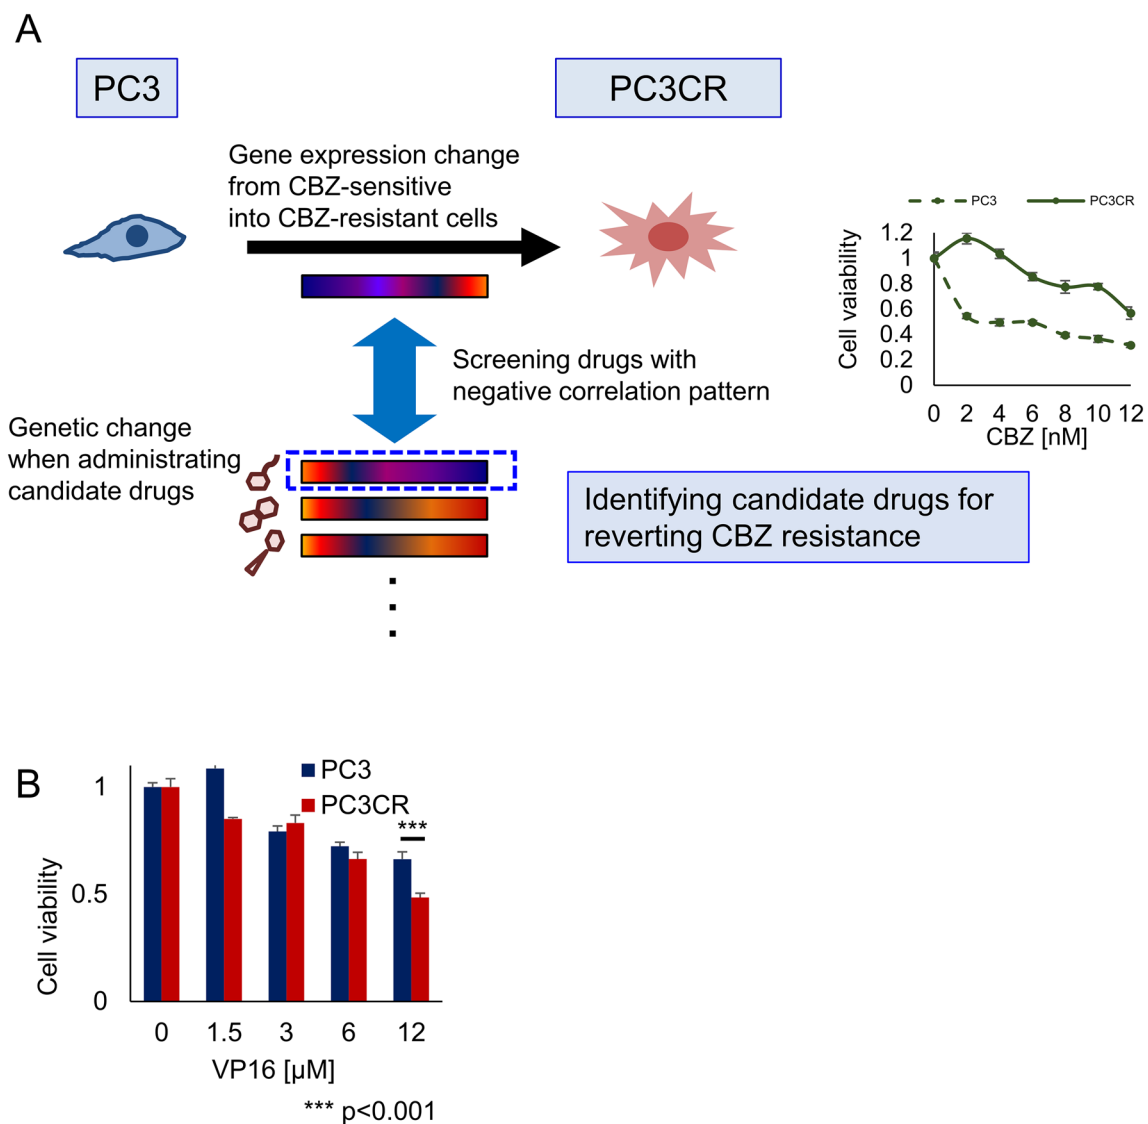 A
PC3
PC3CR
Gene expression change
from CBZ-sensitive
into CBZ-resistant cells
Screening drugs with
negative correlation pattern
Genetic change
when administrating
candidate drugs
Identifying candidate drugs for
reverting CBZ resistance
PC3 PC3CR
Cell vaiability
1.2
1
0.8
0.6
0.4
0.2
0
0 2 4 6 8 10 12
CBZ [nM]
B
PC3
PC3CR
***
Cell viability
1
0.5
0
0 1.5 3 6 12
VP16 [µM]
*** p<0.001